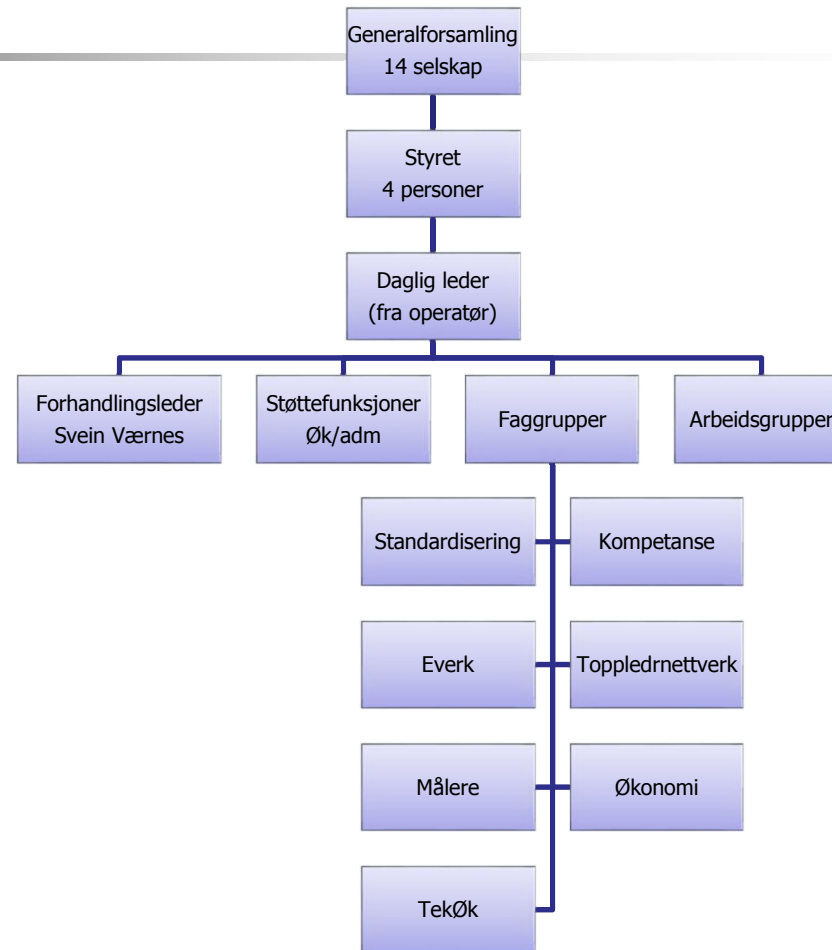 Generalforsamling
14 selskap
Styret
4 personer
Daglig leder
(fra operatør)
Forhandlingsleder
Svein Værnes
Støttefunksjoner
Øk/adm
Faggrupper
Arbeidsgrupper
Standardisering
Kompetanse
Everk
Toppledrnettverk
Målere
Økonomi
TekØk